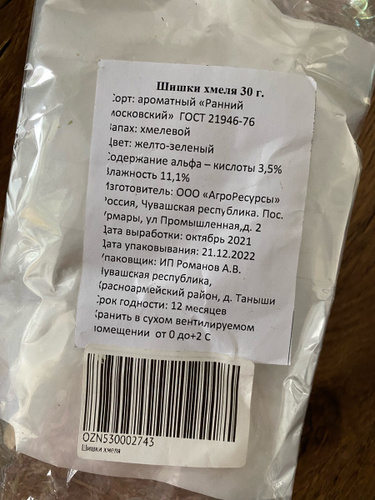 Шишки хмеля 30 г.
Сорт: ароматный «Ранний
московский» ГОСТ 21946-76
Запах: хмелевой
Цвет: желто-зеленый
Содержание альфа – кислоты 3,5%
Влажность 11,1%
Изготовитель: ООО «АгроРесурсы»
Россия, Чувашская республика. Пос.
Урмары, ул Промышленная,д. 2
Дата выработки: октябрь 2021
Дата упаковывания: 21.12.2022
Упаковщик: ИП Романов А.В.
Чувашская республика,
Красноармейский район, д. Таныши
Срок годности: 12 месяцев
Хранить в сухом вентилируемом
помещении от 0 до+2 С
OZN530002743
Шишки хмеля